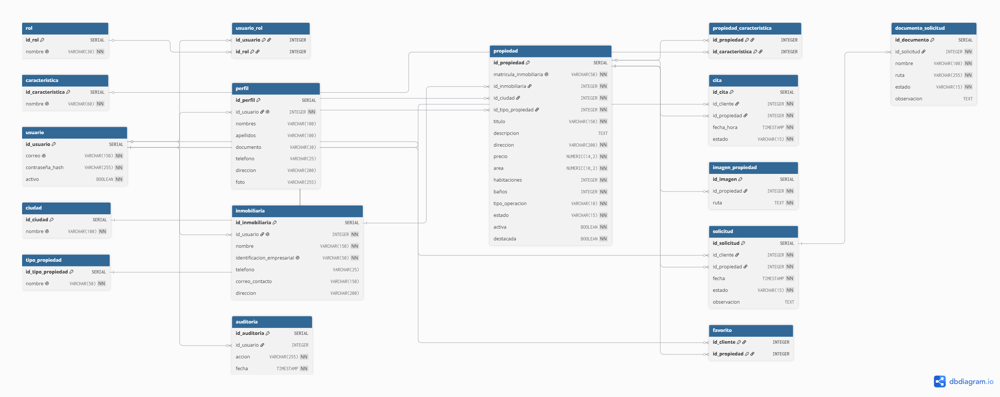 rol
id_rol SERIAL
nombre VARCHAR(30) NN
caracteristica
id_caracteristica SERIAL
nombre VARCHAR(60) NN
usuario
id_usuario SERIAL
correo VARCHAR(150) NN
contraseña_hash VARCHAR(255) NN
activo BOOLEAN NN
ciudad
id_ciudad SERIAL
nombre VARCHAR(100) NN
tipo_propiedad
id_tipo_propiedad SERIAL
nombre VARCHAR(50) NN
usuario_rol
id_usuario INTEGER
id_rol INTEGER
perfil
id_perfil SERIAL
id_usuario INTEGER NN
nombres VARCHAR(100)
apellidos VARCHAR(100)
documento VARCHAR(30)
telefono VARCHAR(25)
direccion VARCHAR(200)
foto VARCHAR(255)
inmobiliaria
id_inmobiliaria SERIAL
id_usuario INTEGER NN
nombre VARCHAR(150) NN
identificacion_empresarial VARCHAR(50) NN
telefono VARCHAR(25)
correo_contacto VARCHAR(150)
direccion VARCHAR(200)
auditoria
id_auditoria SERIAL
id_usuario INTEGER
accion VARCHAR(255) NN
fecha TIMESTAMP NN
propiedad
id_propiedad SERIAL
matricula_inmobiliaria VARCHAR(50) NN
id_inmobiliaria INTEGER NN
id_ciudad INTEGER NN
id_tipo_propiedad INTEGER NN
titulo VARCHAR(150) NN
descripcion TEXT
direccion VARCHAR(200) NN
precio NUMERIC(14,2) NN
area NUMERIC(10,2) NN
habitaciones INTEGER NN
baños INTEGER NN
tipo_operacion VARCHAR(10) NN
estado VARCHAR(15) NN
activa BOOLEAN NN
destacada BOOLEAN NN
propiedad_caracteristica
id_propiedad INTEGER
id_caracteristica INTEGER
cita
id_cita SERIAL
id_cliente INTEGER NN
id_propiedad INTEGER NN
fecha_hora TIMESTAMP NN
estado VARCHAR(15) NN
imagen_propiedad
id_imagen SERIAL
id_propiedad INTEGER NN
ruta TEXT NN
solicitud
id_solicitud SERIAL
id_cliente INTEGER NN
id_propiedad INTEGER NN
fecha TIMESTAMP NN
estado VARCHAR(15) NN
observacion TEXT
favorito
id_cliente INTEGER
id_propiedad INTEGER
documento_solicitud
id_documento SERIAL
id_solicitud INTEGER NN
nombre VARCHAR(100) NN
ruta VARCHAR(255) NN
estado VARCHAR(15) NN
observacion TEXT
dbdiagram.io